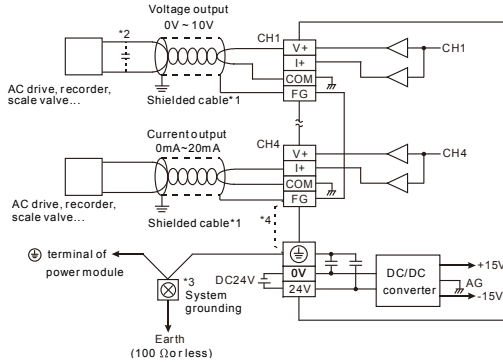 Voltage output
0V ~ 10V
*2
CH1
V+
I+
COM
FG
CH1
AC drive, recorder,
scale valve...
Shielded cable*1
Current output
0mA~20mA
CH4
V+
I+
COM
FG
CH4
AC drive, recorder,
scale valve...
Shielded cable*1
*4
terminal of
power module
*3
System
grounding
DC24V
0V
24V
DC/DC
converter
+15V
AG
-15V
Earth
(100 Ω or less)